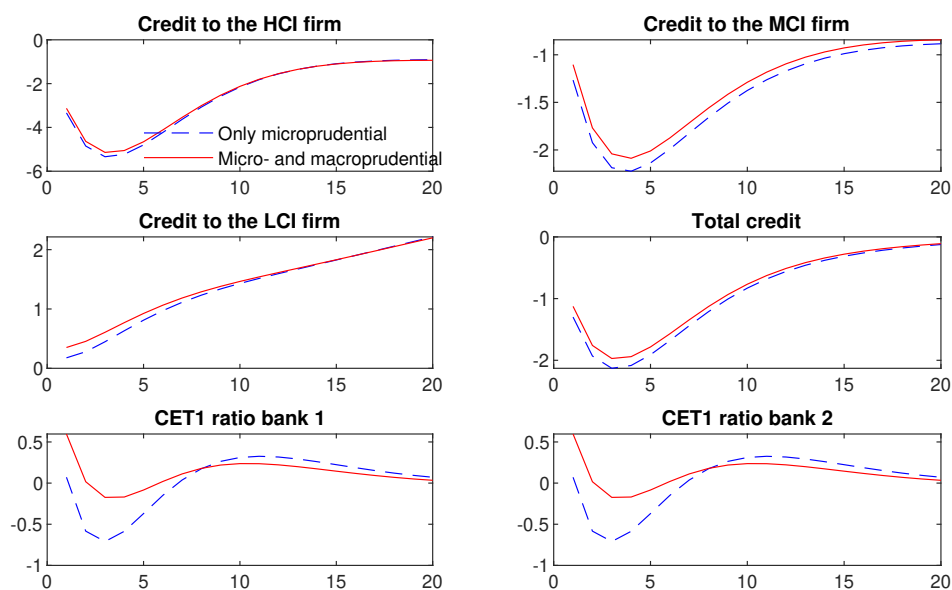 Credit to the HCI firm
0
-2
-4
-6
0 5 10 15 20
Only microprudential
Micro- and macroprudential
Credit to the MCI firm
-1
-1.5
-2
0 5 10 15 20
Credit to the LCI firm
2
1
0
0 5 10 15 20
Total credit
0
-1
-2
0 5 10 15 20
CET1 ratio bank 1
0.5
0
-0.5
-1
0 5 10 15 20
CET1 ratio bank 2
0.5
0
-0.5
-1
0 5 10 15 20